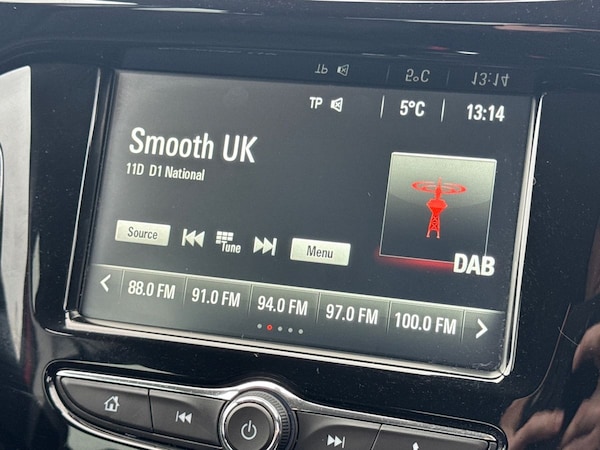 TP 5°C 13:14
Smooth UK
11D D1 National
DAB
Source Tune Menu
88.0 FM 91.0 FM 94.0 FM 97.0 FM 100.0 FM